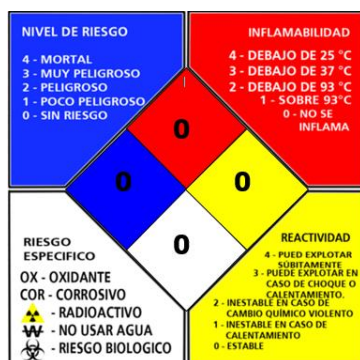 NIVEL DE RIESGO
4 - MORTAL
3 - MUY PELIGROSO
2 - PELIGROSO
1 - POCO PELIGROSO
0 - SIN RIESGO
INFLAMABILIDAD
4 - DEBAJO DE 25 °C
3 - DEBAJO DE 37 °C
2 - DEBAJO DE 93 °C
1 - SOBRE 93°C
0 - NO SE
INFLAMA
0
0
0
0
RIESGO
ESPECIFICO
OX - OXIDANTE
COR - CORROSIVO
- RADIOACTIVO
W - NO USAR AGUA
- RIESGO BIOLOGICO
REACTIVIDAD
4 - PUED EXPLOTAR
SÚBITAMENTE
3 - PUEDE EXPLOTAR EN
CASO DE CHOQUE O
CALENTAMIENTO.
2 - INESTABLE EN CASO DE
CAMBIO QUÍMICO VIOLENTO
1 - INESTABLE EN CASO DE
CALENTAMIENTO
0 - ESTABLE